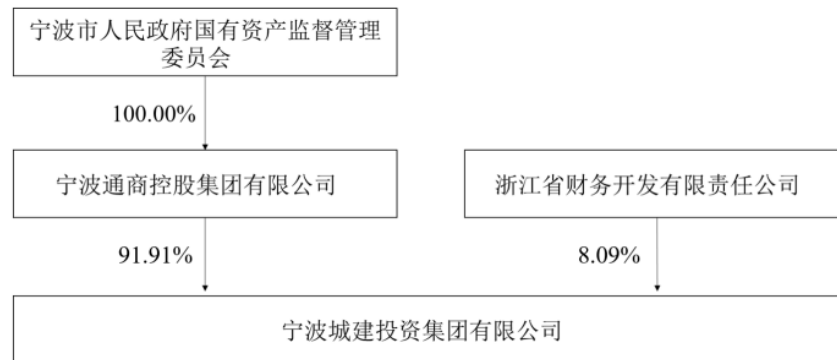 宁波市人民政府国有资产监督管理
委员会
100.00%
宁波通商控股集团有限公司
浙江省财务开发有限责任公司
91.91%
8.09%
宁波城建投资集团有限公司